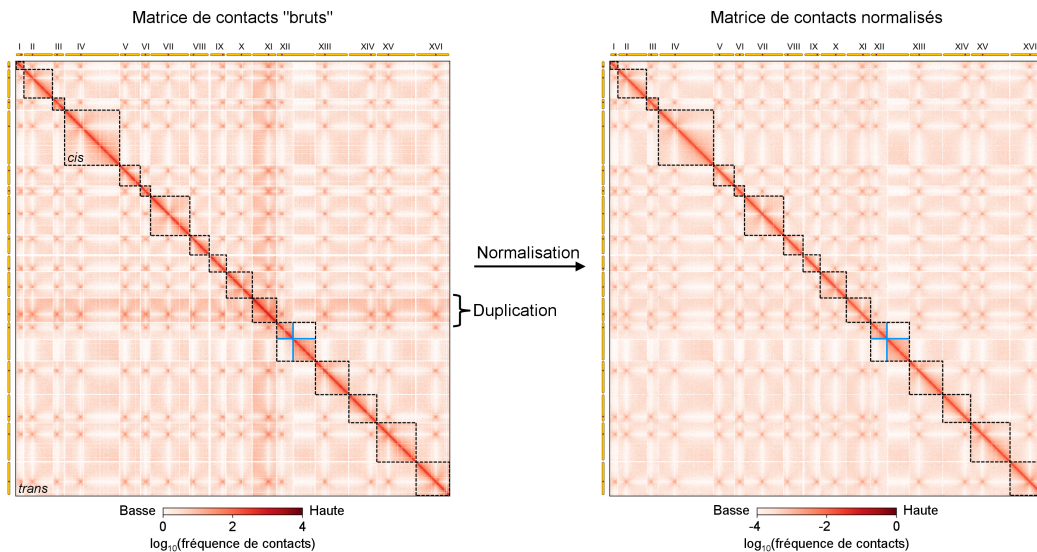 Matrice de contacts "bruts"
I II III IV V VI VII VIII IX X XI XII XIII XIV XV XVI
cis
trans
Basse Haute
0 2 4
log10(fréquence de contacts)
Normalisation
Duplication
Matrice de contacts normalisés
I II III IV V VI VII VIII IX X XI XII XIII XIV XV XVI
Basse Haute
-4 -2 0
log10(fréquence de contacts)